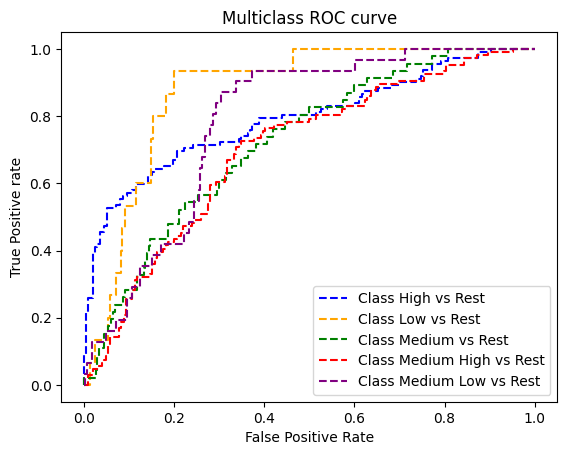 Multiclass ROC curve
True Positive rate
1.0
0.8
0.6
0.4
0.2
0.0
Class High vs Rest
Class Low vs Rest
Class Medium vs Rest
Class Medium High vs Rest
Class Medium Low vs Rest
0.0 0.2 0.4 0.6 0.8 1.0
False Positive Rate